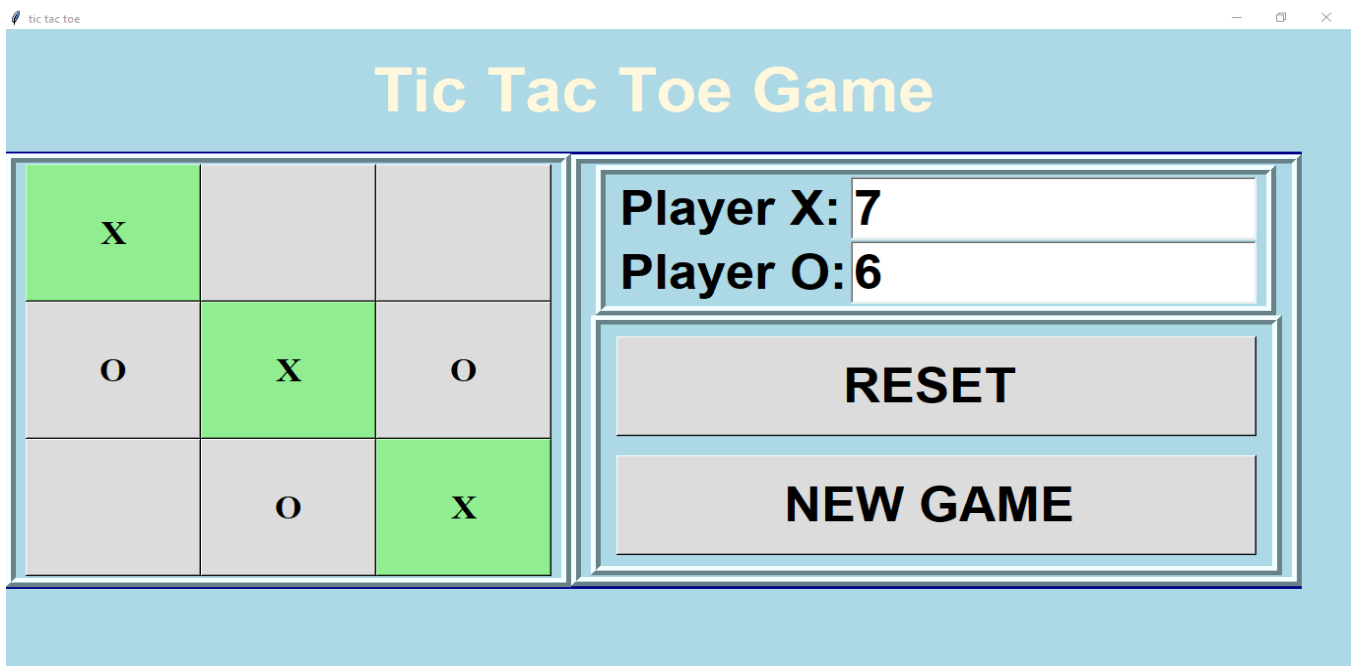 tic tac toe
Tic Tac Toe Game
X
O X O
O X
Player X: 7
Player O: 6
RESET
NEW GAME